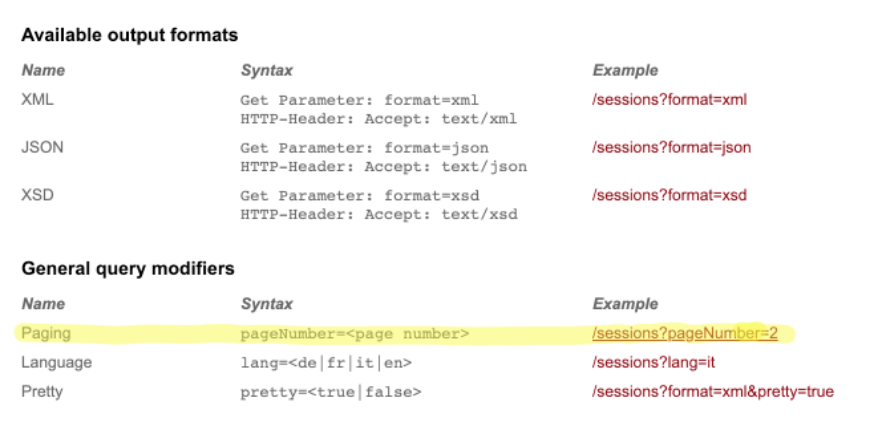 Available output formats
Name Syntax Example
XML Get Parameter: format=xml /sessions?format=xml
HTTP-Header: Accept: text/xml
JSON Get Parameter: format=json /sessions?format=json
HTTP-Header: Accept: text/json
XSD Get Parameter: format=xsd /sessions?format=xsd
HTTP-Header: Accept: text/xsd
General query modifiers
Name Syntax Example
Paging pageNumber=<page number> /sessions?pageNumber=2
Language lang=<de|fr|it|en> /sessions?lang=it
Pretty pretty=<true|false> /sessions?format=xml&pretty=true